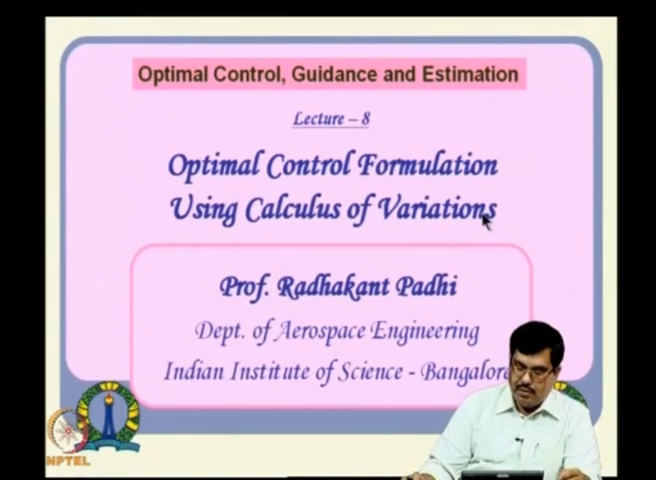 Optimal Control, Guidance and Estimation
Lecture – 8
Optimal Control Formulation
Using Calculus of Variations
Prof. Radhakant Padhi
Dept. of Aerospace Engineering
Indian Institute of Science - Bangalore
NPTEL